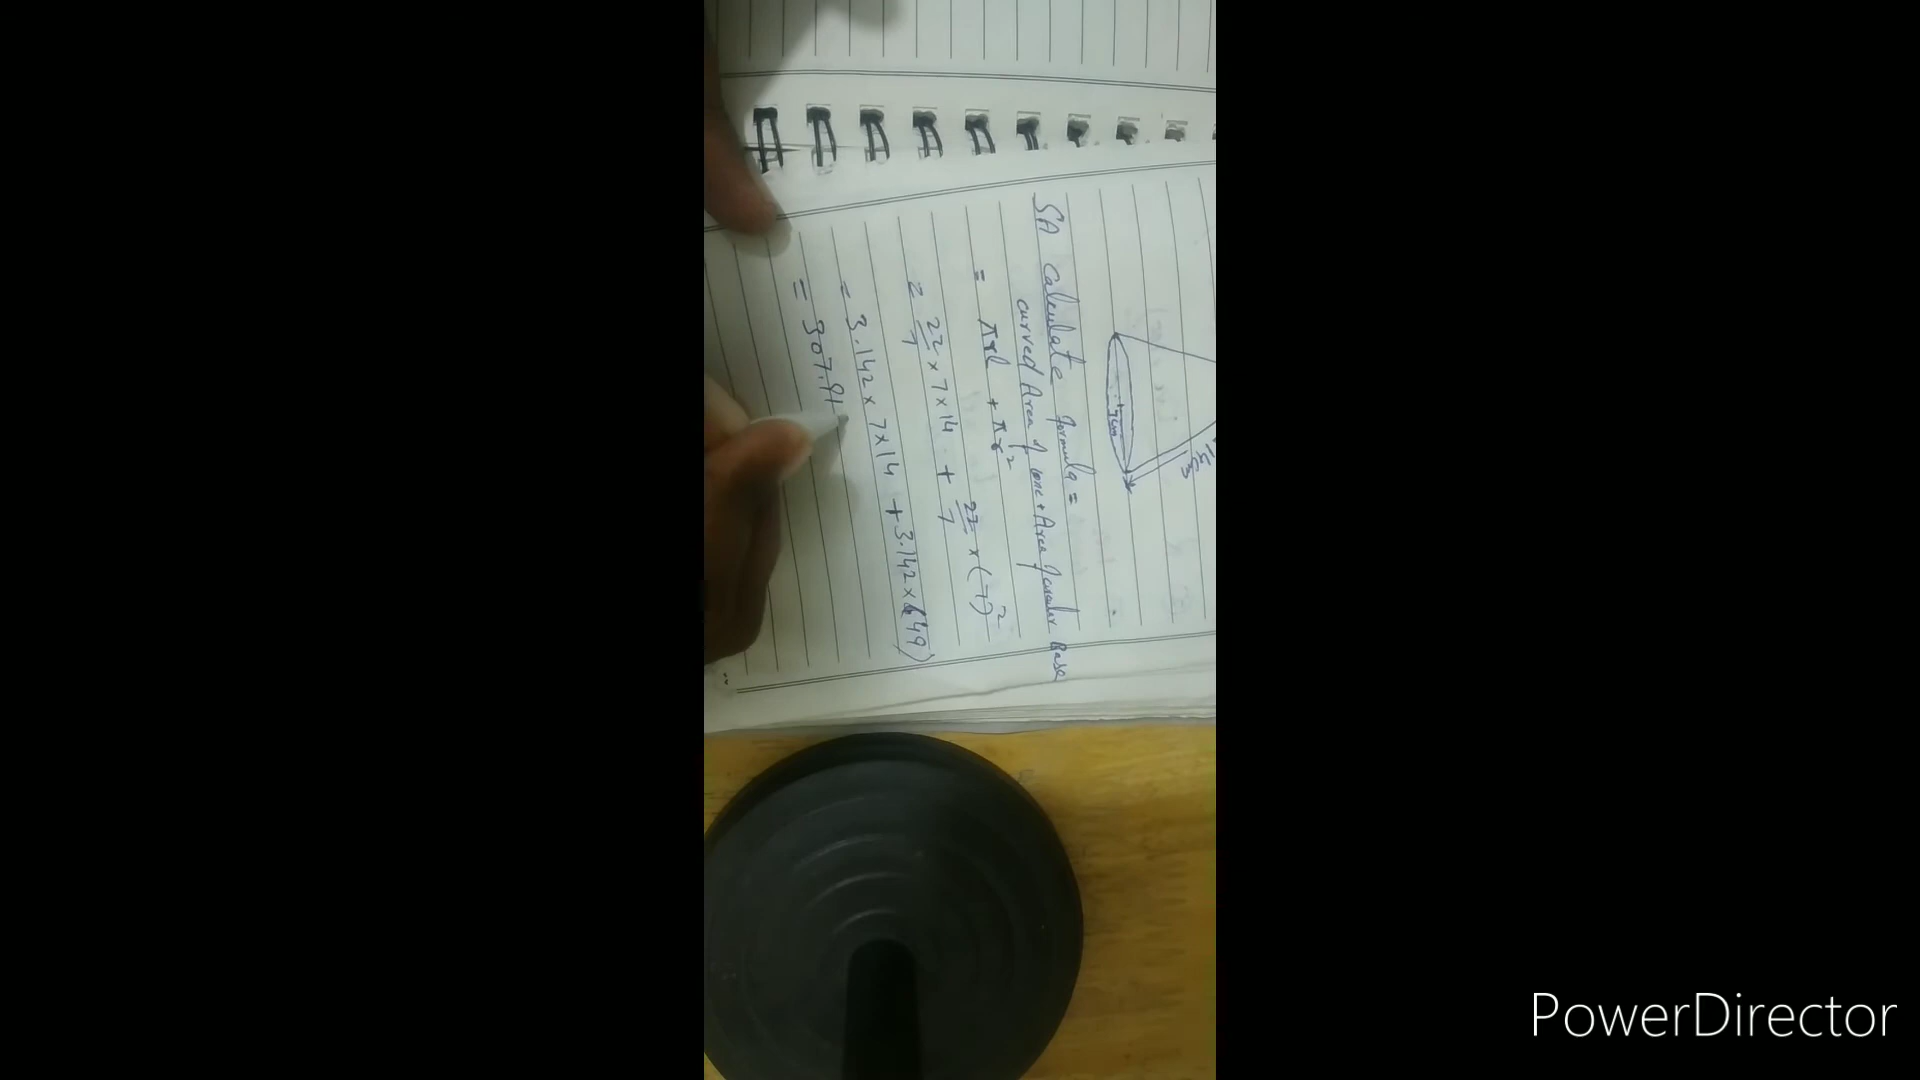 14cm
7cm
SA Calculate formula =
curved Area of cone + Area of circular Base
= πrl + πr²
= 22/7 × 7 × 14 + 22/7 × (7)²
= 3.142 × 7 × 14 + 3.142 × (49)
= 307.91
PowerDirector